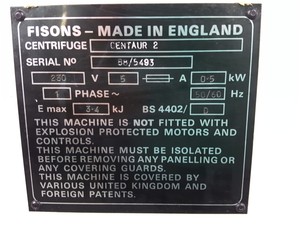 FISONS – MADE IN ENGLAND
CENTRIFUGE CENTAUR 2
SERIAL Nº 88/5493
230 V 5 A 0·5 kW
1 PHASE ~ 50/60 Hz
E max 3·4 kJ BS 4402/ D
THIS MACHINE IS NOT FITTED WITH
EXPLOSION PROTECTED MOTORS AND
CONTROLS.
THIS MACHINE MUST BE ISOLATED
BEFORE REMOVING ANY PANELLING OR
ANY COVERING GUARDS.
THIS MACHINE IS COVERED BY
VARIOUS UNITED KINGDOM AND
FOREIGN PATENTS.